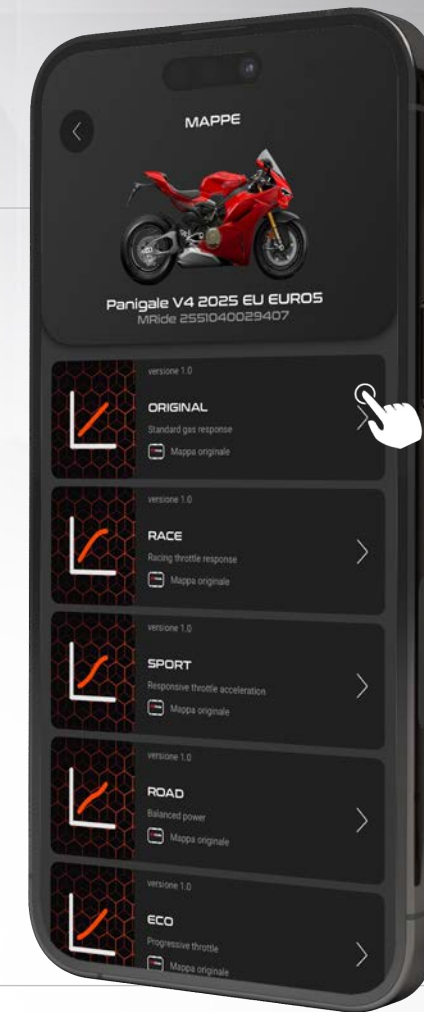 MAPPE
Panigale V4 2025 EU EURO5
MRide 2551040029407
versione 1.0
ORIGINAL
Standard gas response
Mappa originale
versione 1.0
RACE
Racing throttle response
Mappa originale
versione 1.0
SPORT
Responsive throttle acceleration
Mappa originale
versione 1.0
ROAD
Balanced power
Mappa originale
versione 1.0
ECO
Progressive throttle
Mappa originale